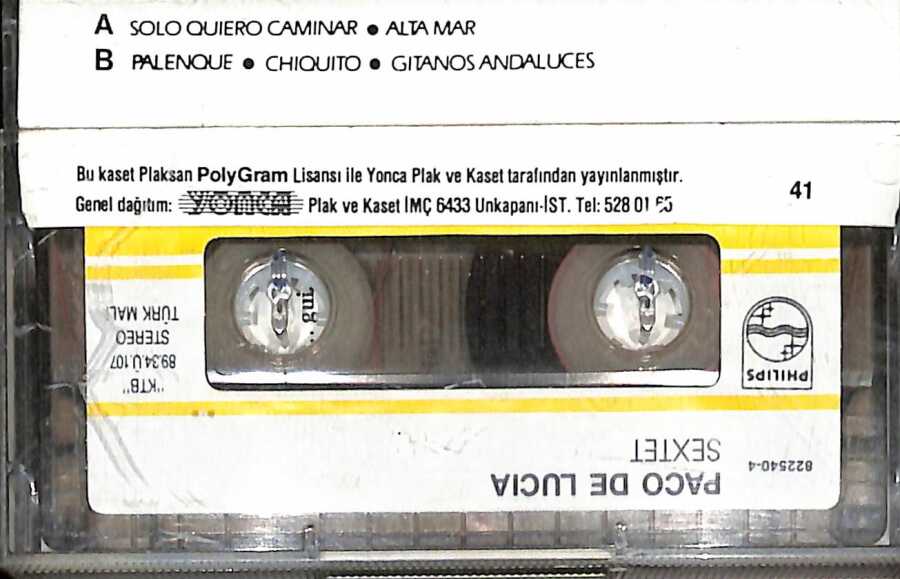 A SOLO QUIERO CAMINAR • ALTA MAR
B PALENQUE • CHIQUITO • GITANOS ANDALUCES
Bu kaset Plaksan PolyGram Lisansı ile Yonca Plak ve Kaset tarafından yayınlanmıştır.
Genel dağıtım: YONCA Plak ve Kaset İMÇ 6433 Unkapanı-İST. Tel: 528 01 65
41
PACO DE LUCIA
SEXTET
822540-4
PHILIPS
"KTB"
89.34.Ü.107
STEREO
TÜRK MALI